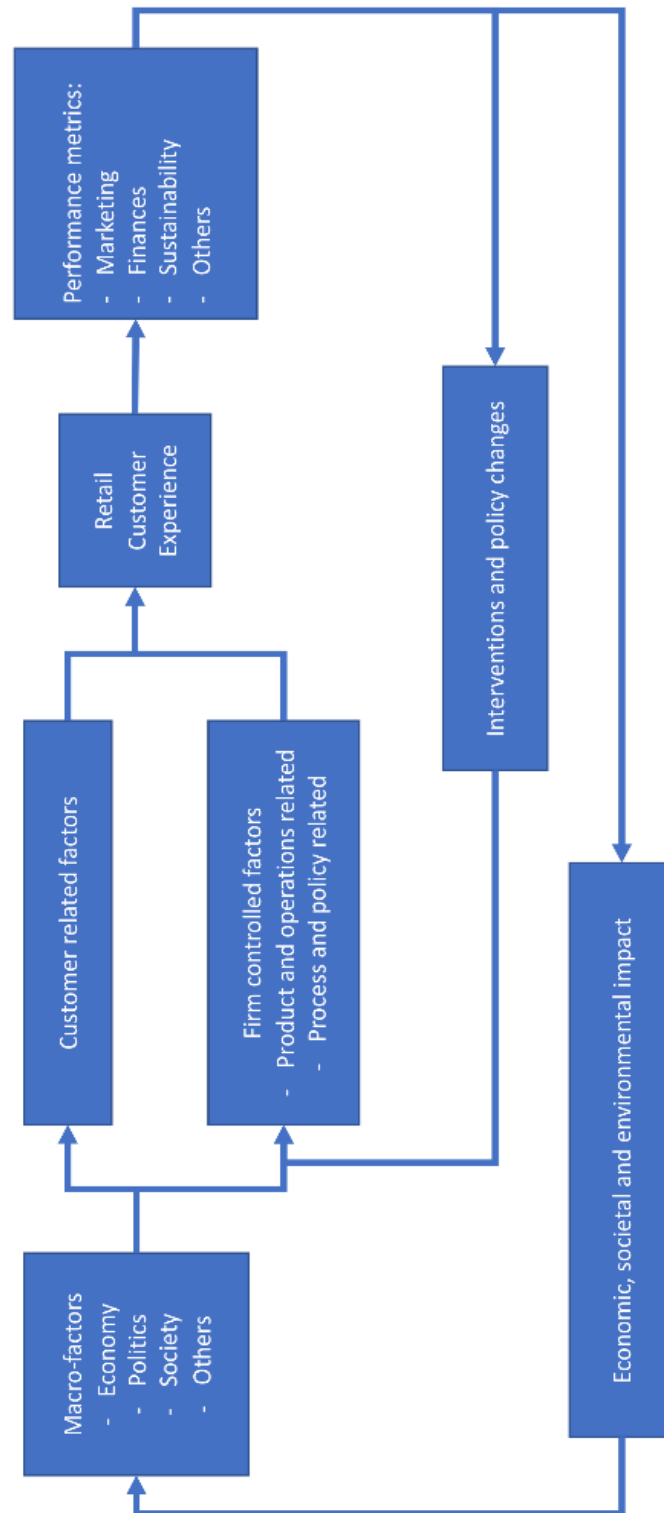 Macro-factors
- Economy
- Politics
- Society
- Others
Customer related factors
Firm controlled factors
- Product and operations related
- Process and policy related
Retail
Customer
Experience
Performance metrics:
- Marketing
- Finances
- Sustainability
- Others
Interventions and policy changes
Economic, societal and environmental impact